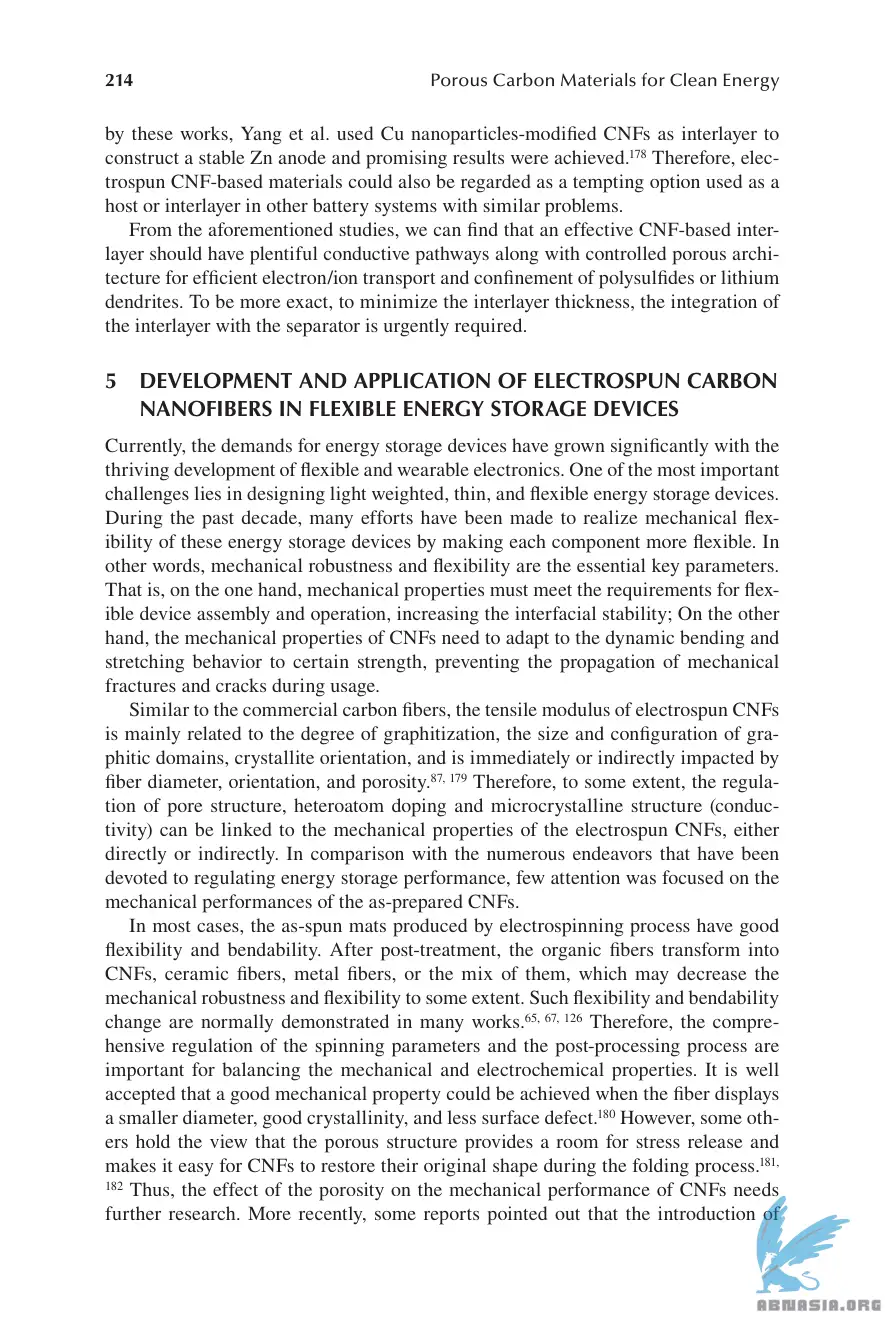 214 Porous Carbon Materials for Clean Energy
by these works, Yang et al. used Cu nanoparticles-modified CNFs as interlayer to
construct a stable Zn anode and promising results were achieved.178 Therefore, elec-
trospun CNF-based materials could also be regarded as a tempting option used as a
host or interlayer in other battery systems with similar problems.
From the aforementioned studies, we can find that an effective CNF-based inter-
layer should have plentiful conductive pathways along with controlled porous archi-
tecture for efficient electron/ion transport and confinement of polysulfides or lithium
dendrites. To be more exact, to minimize the interlayer thickness, the integration of
the interlayer with the separator is urgently required.
5 DEVELOPMENT AND APPLICATION OF ELECTROSPUN CARBON
NANOFIBERS IN FLEXIBLE ENERGY STORAGE DEVICES
Currently, the demands for energy storage devices have grown significantly with the
thriving development of flexible and wearable electronics. One of the most important
challenges lies in designing light weighted, thin, and flexible energy storage devices.
During the past decade, many efforts have been made to realize mechanical flex-
ibility of these energy storage devices by making each component more flexible. In
other words, mechanical robustness and flexibility are the essential key parameters.
That is, on the one hand, mechanical properties must meet the requirements for flex-
ible device assembly and operation, increasing the interfacial stability; On the other
hand, the mechanical properties of CNFs need to adapt to the dynamic bending and
stretching behavior to certain strength, preventing the propagation of mechanical
fractures and cracks during usage.
Similar to the commercial carbon fibers, the tensile modulus of electrospun CNFs
is mainly related to the degree of graphitization, the size and configuration of gra-
phitic domains, crystallite orientation, and is immediately or indirectly impacted by
fiber diameter, orientation, and porosity.87, 179 Therefore, to some extent, the regula-
tion of pore structure, heteroatom doping and microcrystalline structure (conduc-
tivity) can be linked to the mechanical properties of the electrospun CNFs, either
directly or indirectly. In comparison with the numerous endeavors that have been
devoted to regulating energy storage performance, few attention was focused on the
mechanical performances of the as-prepared CNFs.
In most cases, the as-spun mats produced by electrospinning process have good
flexibility and bendability. After post-treatment, the organic fibers transform into
CNFs, ceramic fibers, metal fibers, or the mix of them, which may decrease the
mechanical robustness and flexibility to some extent. Such flexibility and bendability
change are normally demonstrated in many works.65, 67, 126 Therefore, the compre-
hensive regulation of the spinning parameters and the post-processing process are
important for balancing the mechanical and electrochemical properties. It is well
accepted that a good mechanical property could be achieved when the fiber displays
a smaller diameter, good crystallinity, and less surface defect.180 However, some oth-
ers hold the view that the porous structure provides a room for stress release and
makes it easy for CNFs to restore their original shape during the folding process.181,
182 Thus, the effect of the porosity on the mechanical performance of CNFs needs
further research. More recently, some reports pointed out that the introduction of
ABNASIA.ORG